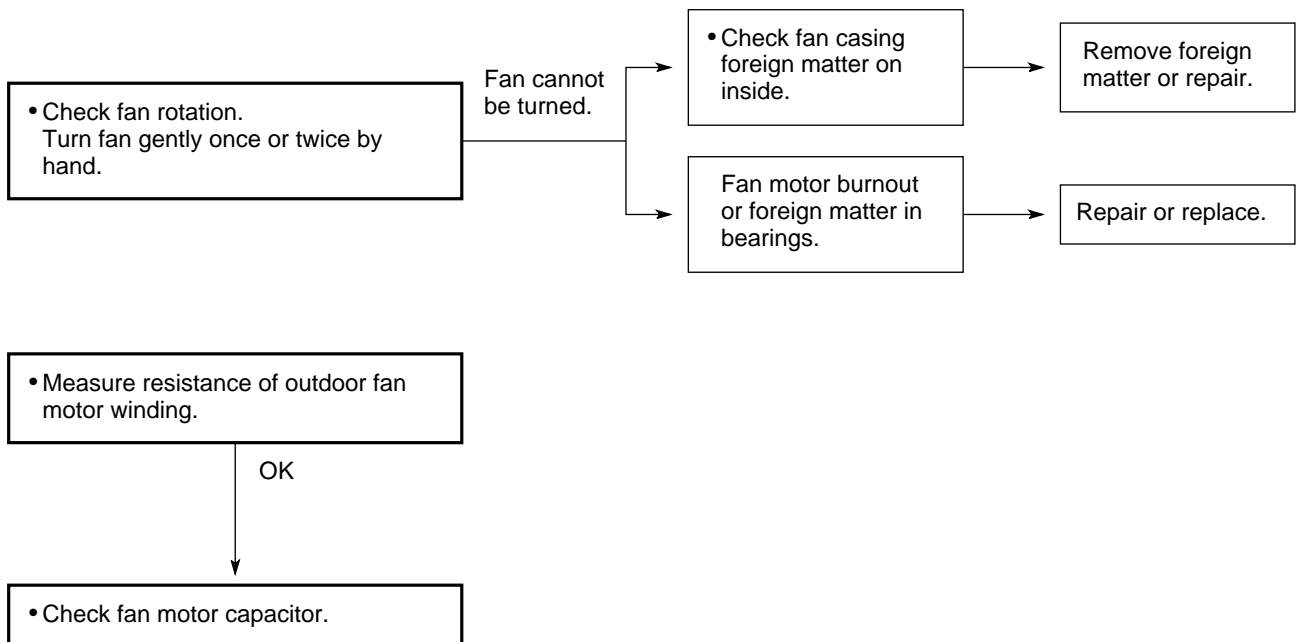 • Check fan rotation.
Turn fan gently once or twice by
hand.
Fan cannot
be turned.
• Check fan casing
foreign matter on
inside.
Remove foreign
matter or repair.
Fan motor burnout
or foreign matter in
bearings.
Repair or replace.
• Measure resistance of outdoor fan
motor winding.
OK
• Check fan motor capacitor.